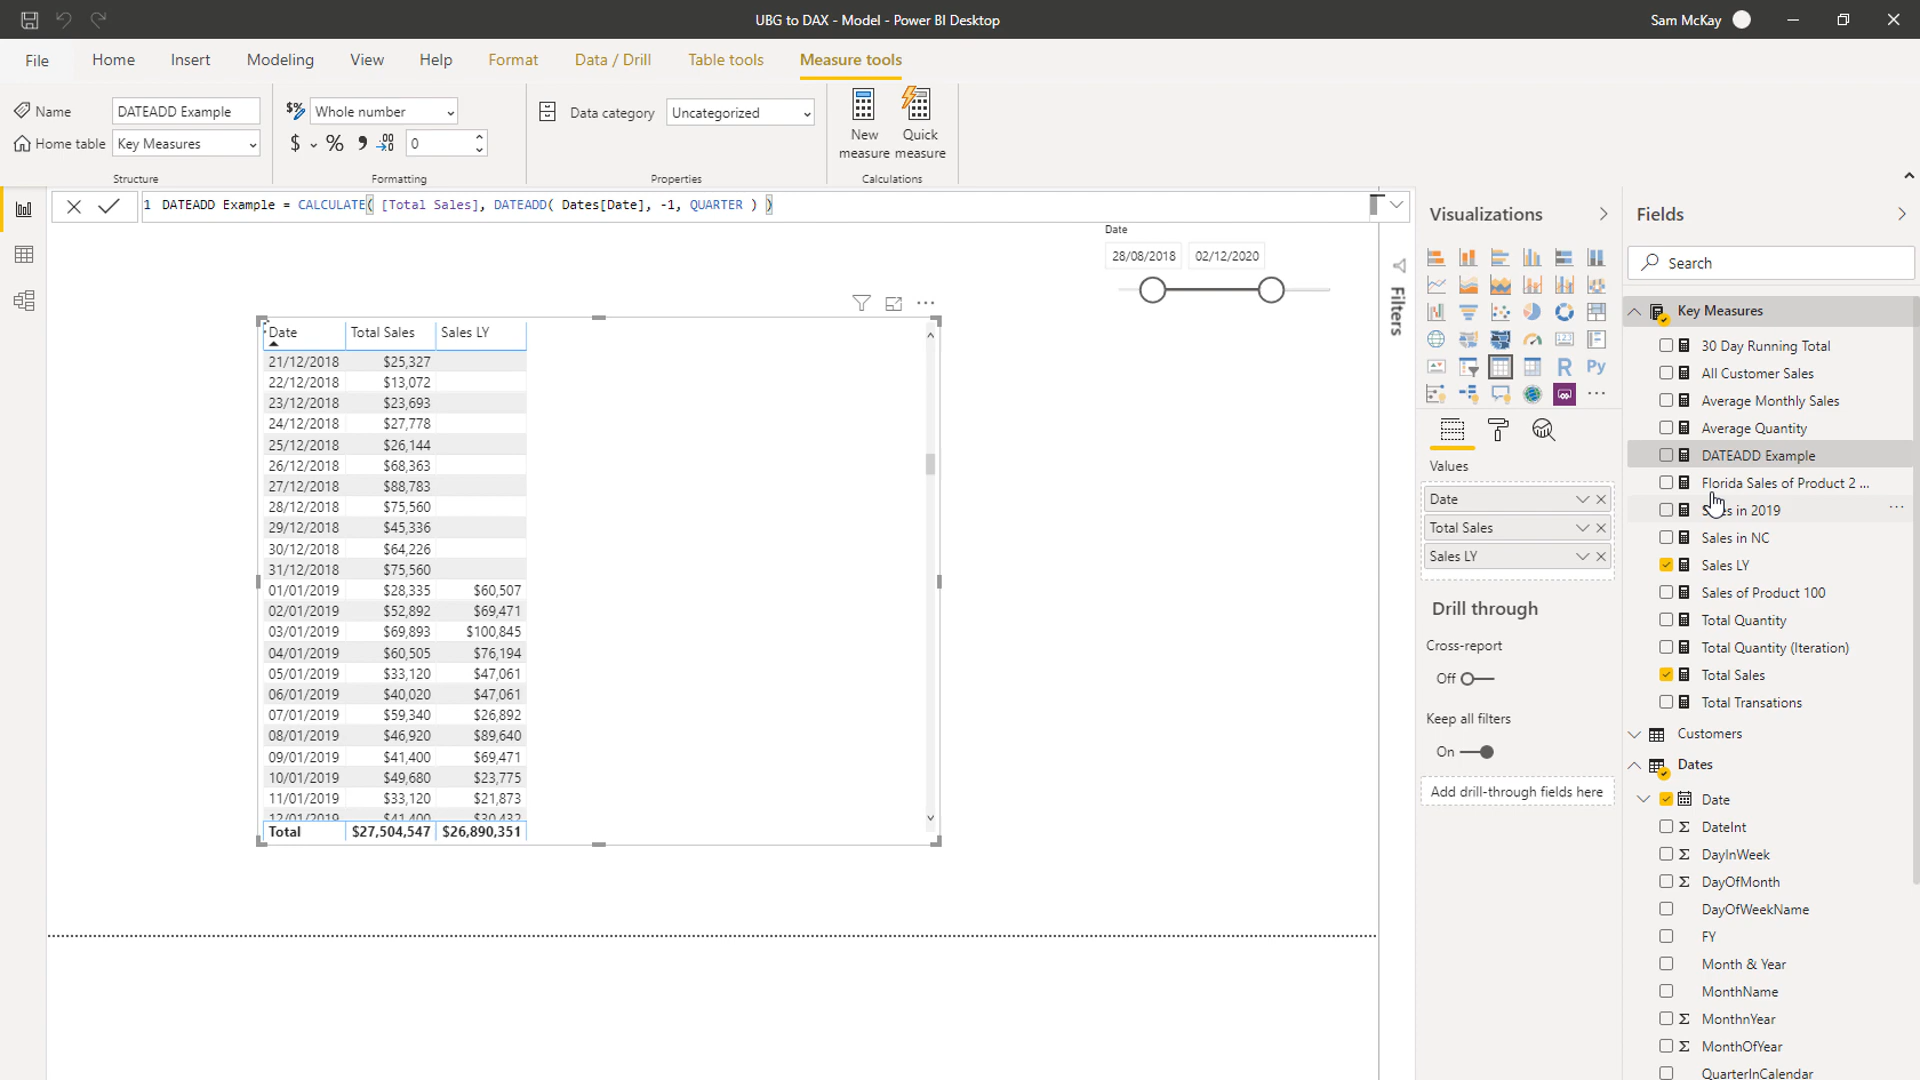 UBG to DAX - Model - Power BI Desktop
Sam McKay
File Home Insert Modeling View Help Format Data / Drill Table tools Measure tools
Name DATEADD Example
Home table Key Measures
Structure
Whole number
$ % 9 .00 0
Formatting
Data category Uncategorized
Properties
New measure
Quick measure
Calculations
1 DATEADD Example = CALCULATE( [Total Sales], DATEADD( Dates[Date], -1, QUARTER ) )
Date
28/08/2018 02/12/2020
Date Total Sales Sales LY
21/12/2018 $25,327
22/12/2018 $13,072
23/12/2018 $23,693
24/12/2018 $27,778
25/12/2018 $26,144
26/12/2018 $68,363
27/12/2018 $88,783
28/12/2018 $75,560
29/12/2018 $45,336
30/12/2018 $64,226
31/12/2018 $75,560
01/01/2019 $28,335 $60,507
02/01/2019 $52,892 $69,471
03/01/2019 $69,893 $100,845
04/01/2019 $60,505 $76,194
05/01/2019 $33,120 $47,061
06/01/2019 $40,020 $47,061
07/01/2019 $59,340 $26,892
08/01/2019 $46,920 $89,640
09/01/2019 $41,400 $69,471
10/01/2019 $49,680 $23,775
11/01/2019 $33,120 $21,873
12/01/2019 $41,400 $30,432
Total $27,504,547 $26,890,351
Filters
Visualizations
R Py
Values
Date
Total Sales
Sales LY
Drill through
Cross-report
Off
Keep all filters
On
Add drill-through fields here
Fields
Search
Key Measures
30 Day Running Total
All Customer Sales
Average Monthly Sales
Average Quantity
DATEADD Example
Florida Sales of Product 2 ...
Sales in 2019
Sales in NC
Sales LY
Sales of Product 100
Total Quantity
Total Quantity (Iteration)
Total Sales
Total Transations
Customers
Dates
Date
DateInt
DayInWeek
DayOfMonth
DayOfWeekName
FY
Month & Year
MonthName
MonthnYear
MonthOfYear
QuarterInCalendar